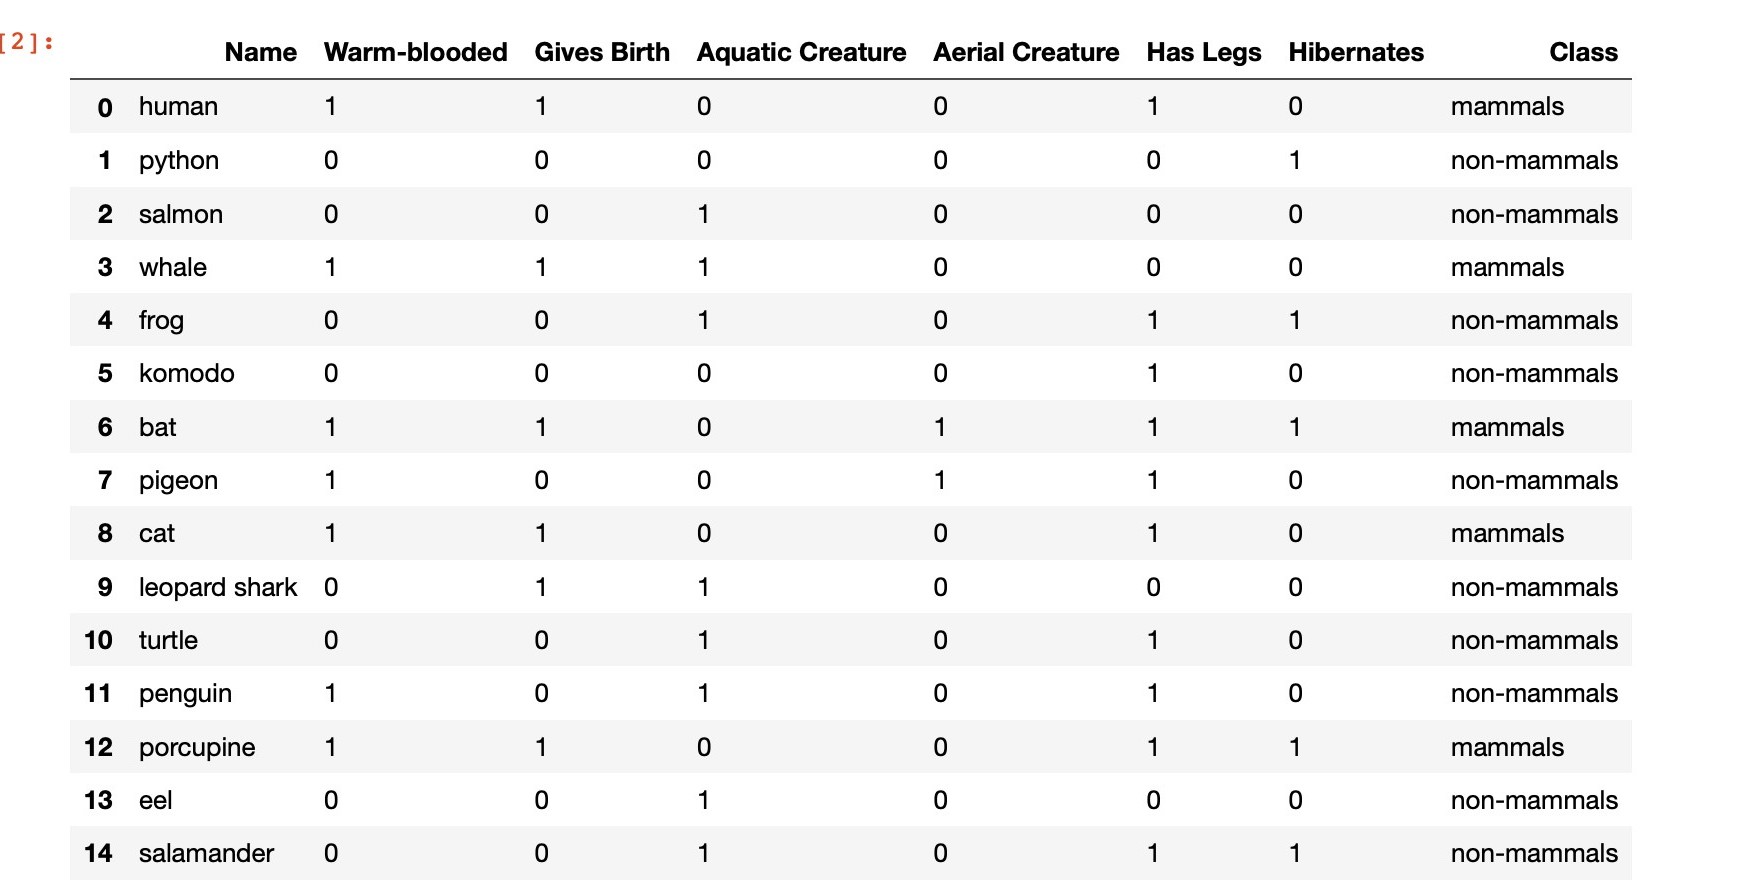 [2]:
Name Warm-blooded Gives Birth Aquatic Creature Aerial Creature Has Legs Hibernates Class
0 human 1 1 0 0 1 0 mammals
1 python 0 0 0 0 0 1 non-mammals
2 salmon 0 0 1 0 0 0 non-mammals
3 whale 1 1 1 0 0 0 mammals
4 frog 0 0 1 0 1 1 non-mammals
5 komodo 0 0 0 0 1 0 non-mammals
6 bat 1 1 0 1 1 1 mammals
7 pigeon 1 0 0 1 1 0 non-mammals
8 cat 1 1 0 0 1 0 mammals
9 leopard shark 0 1 1 0 0 0 non-mammals
10 turtle 0 0 1 0 1 0 non-mammals
11 penguin 1 0 1 0 1 0 non-mammals
12 porcupine 1 1 0 0 1 1 mammals
13 eel 0 0 1 0 0 0 non-mammals
14 salamander 0 0 1 0 1 1 non-mammals